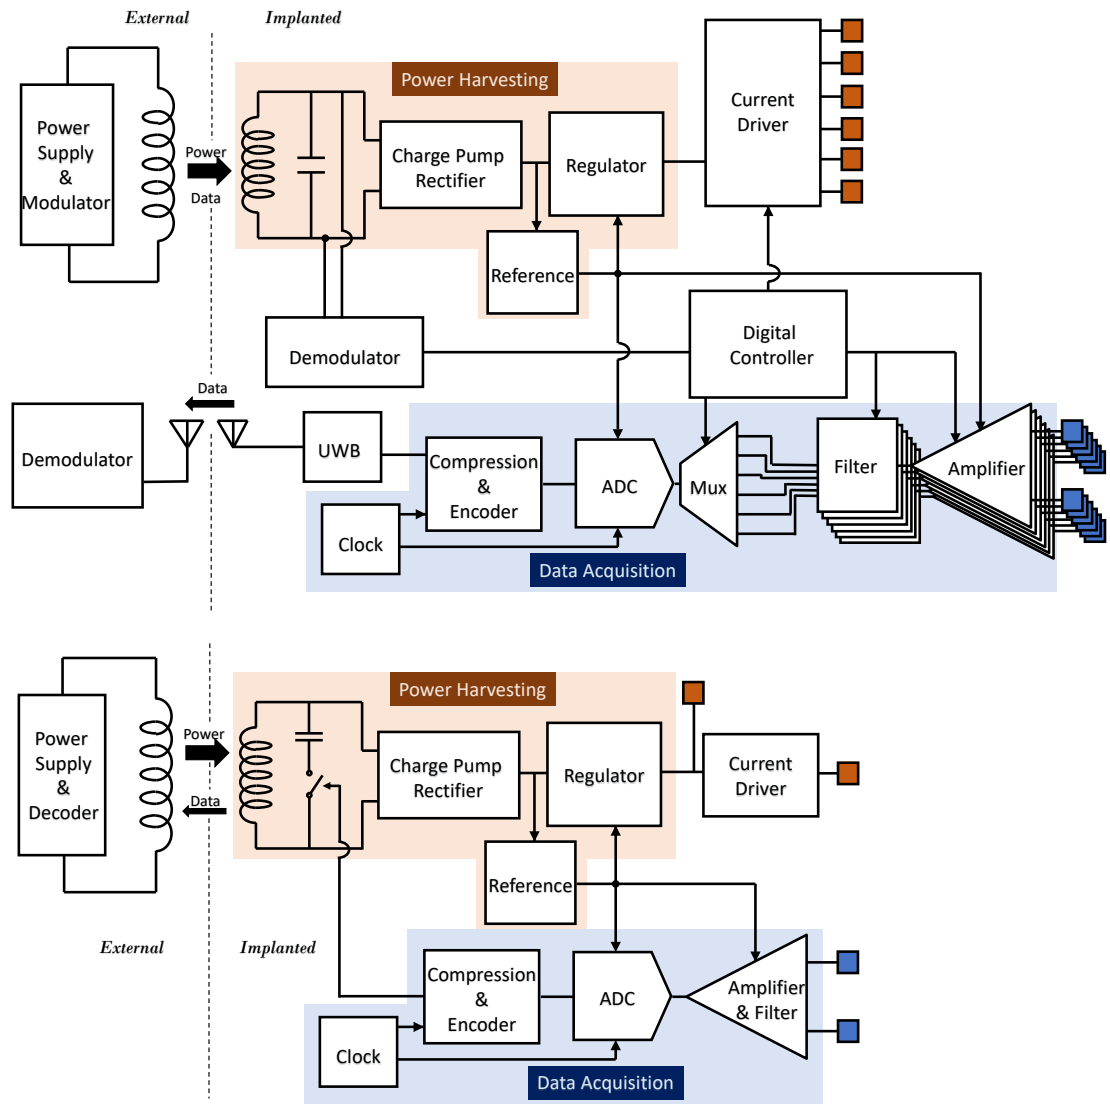 External
Implanted
Power Harvesting
Power
Supply
&
Modulator
Power
Data
Charge Pump
Rectifier
Regulator
Current
Driver
Reference
Demodulator
Digital
Controller
Data
Demodulator
UWB
Compression
&
Encoder
ADC
Mux
Filter
Amplifier
Clock
Data Acquisition
Power Harvesting
Power
Supply
&
Decoder
Power
Data
Charge Pump
Rectifier
Regulator
Current
Driver
Reference
External
Implanted
Compression
&
Encoder
ADC
Amplifier
& Filter
Clock
Data Acquisition